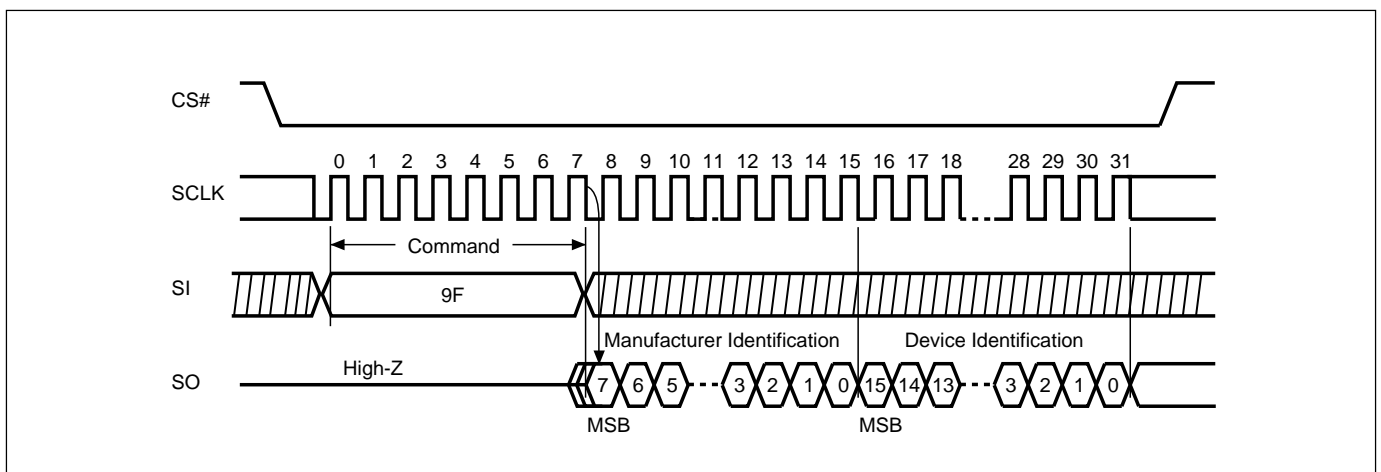 CS#
0 1 2 3 4 5 6 7 8 9 10 11 12 13 14 15 16 17 18 28 29 30 31
SCLK
Command
SI
9F
Manufacturer Identification Device Identification
High-Z
SO
7 6 5 3 2 1 0 15 14 13 3 2 1 0
MSB MSB